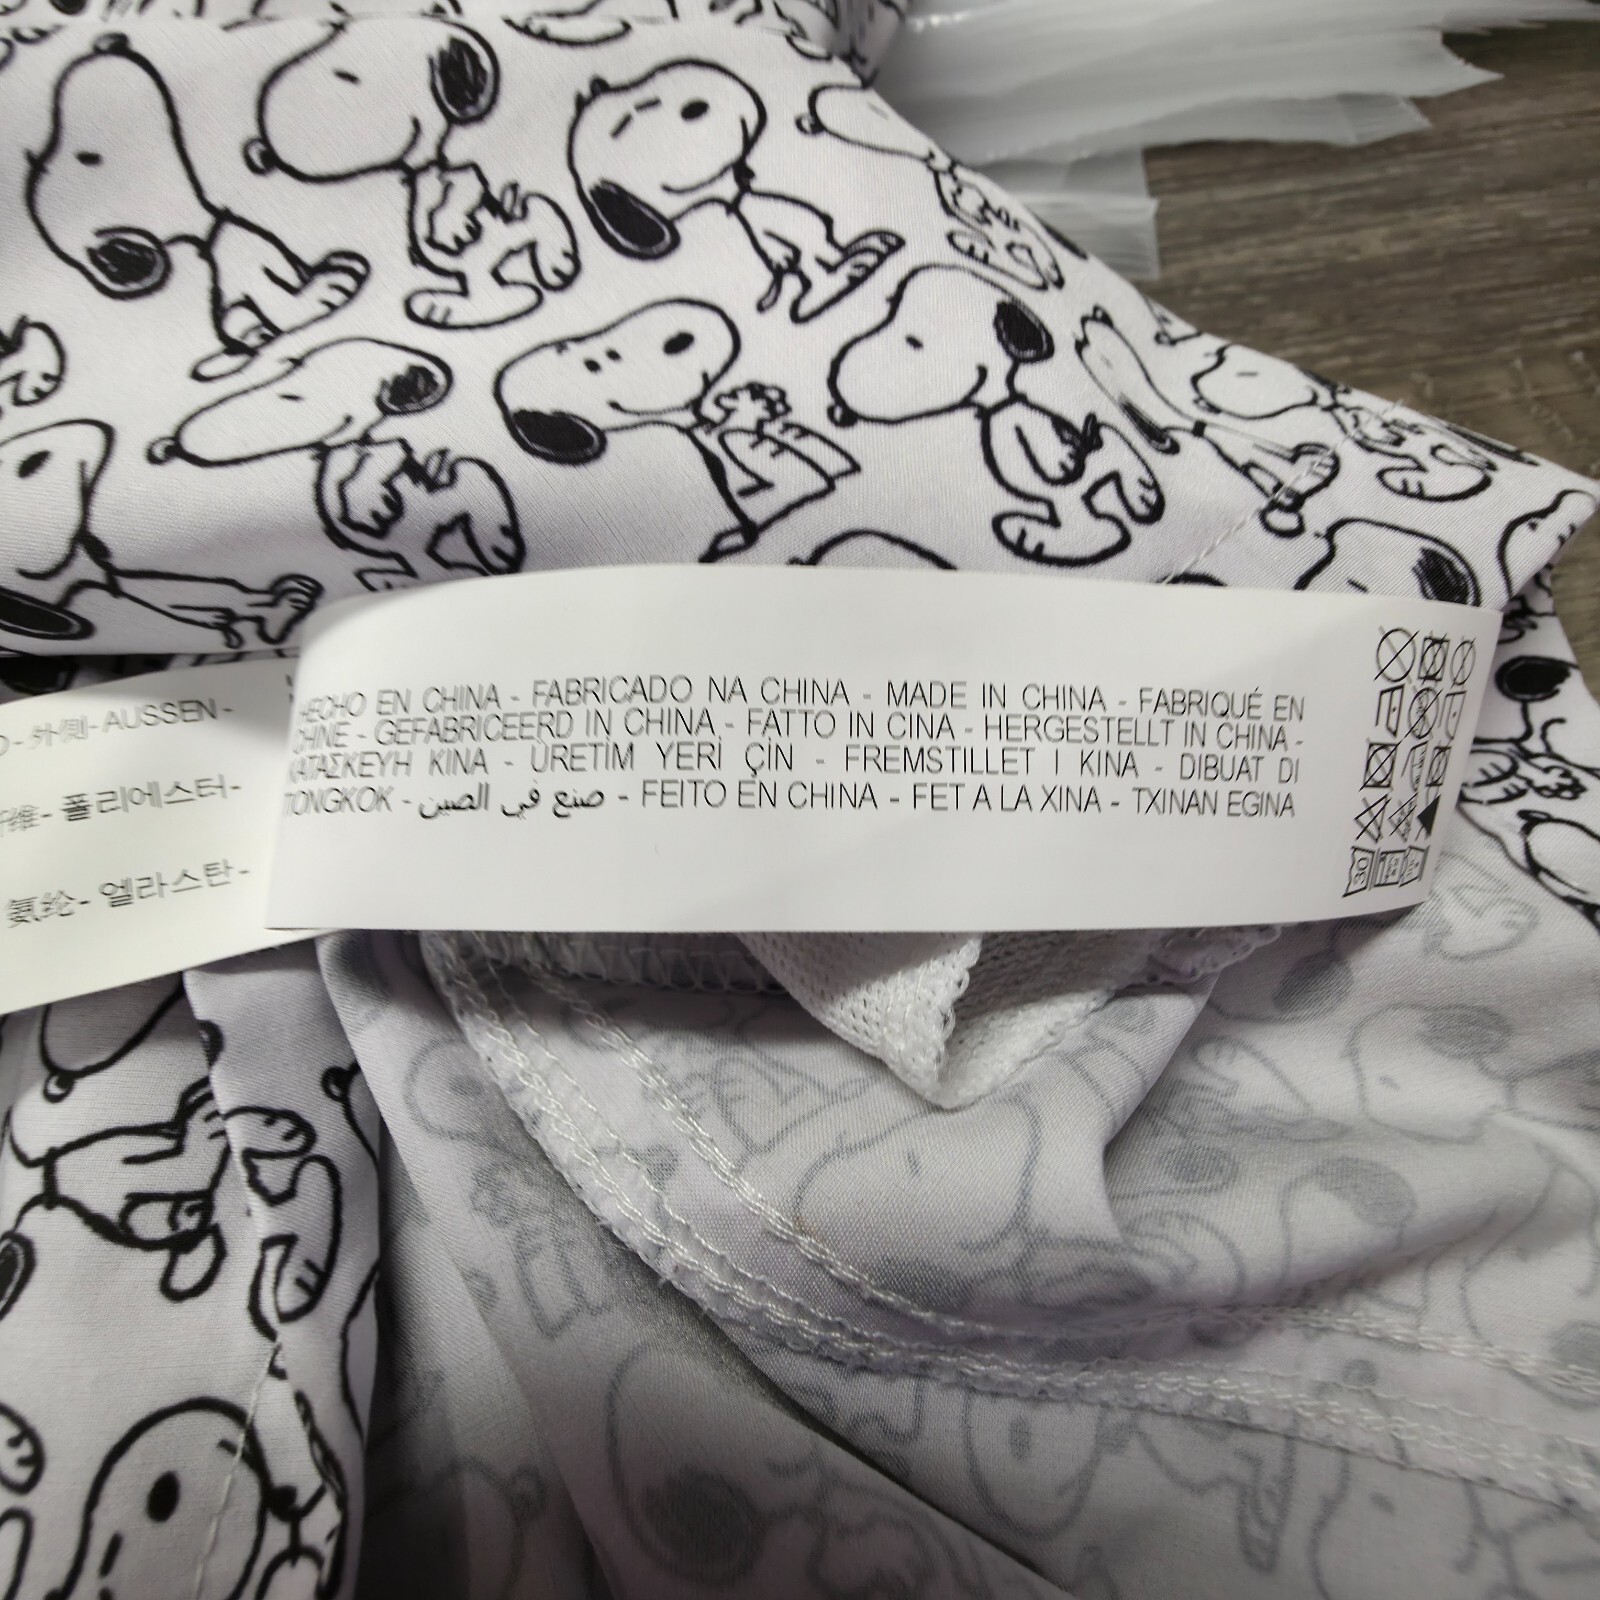 HECHO EN CHINA - FABRICADO NA CHINA - MADE IN CHINA - FABRIQUÉ EN
CHINE - GEFABRICEERD IN CHINA - FATTO IN CINA - HERGESTELLT IN CHINA -
ΚΑΤΑΣΚΕΥΗ ΚΙΝΑ - ÜRETİM YERİ ÇİN - FREMSTILLET I KINA - DIBUAT DI
TIONGKOK - صنع في الصين - FEITO EN CHINA - FET A LA XINA - TXINAN EGINA
- 外侧 - AUSSEN -
- 폴리에스터 -
氨纶 - 엘라스탄 -
30